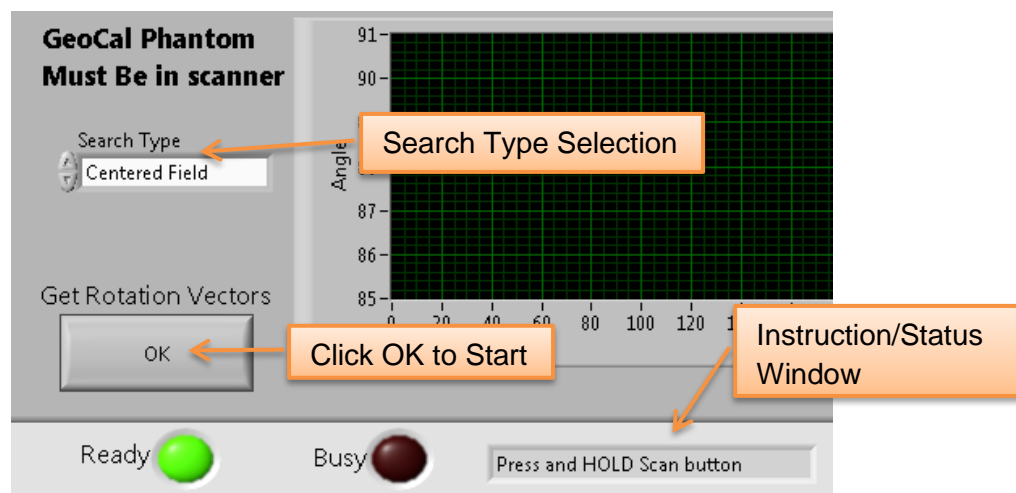 GeoCal Phantom
Must Be in scanner
Search Type
Centered Field
Get Rotation Vectors
OK
91
90
87
86
85
Angle
0
20
40
60
80
100
120
Search Type Selection
Click OK to Start
Instruction/Status
Window
Ready
Busy
Press and HOLD Scan button